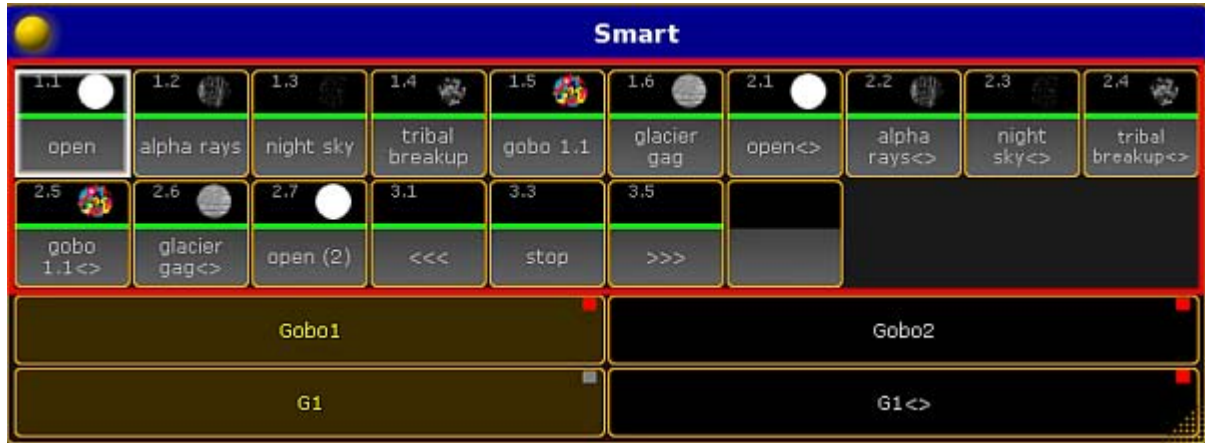 Smart
1.1 1.2 1.3 1.4 1.5 1.6 2.1 2.2 2.3 2.4
open alpha rays night sky tribal breakup gobo 1.1 glacier gag open<> alpha rays<> night sky<> tribal breakup<>
2.5 2.6 2.7 3.1 3.3 3.5
gobo 1.1<> glacier gag<> open (2) <<< stop >>>
Gobo1 Gobo2
G1 G1<>